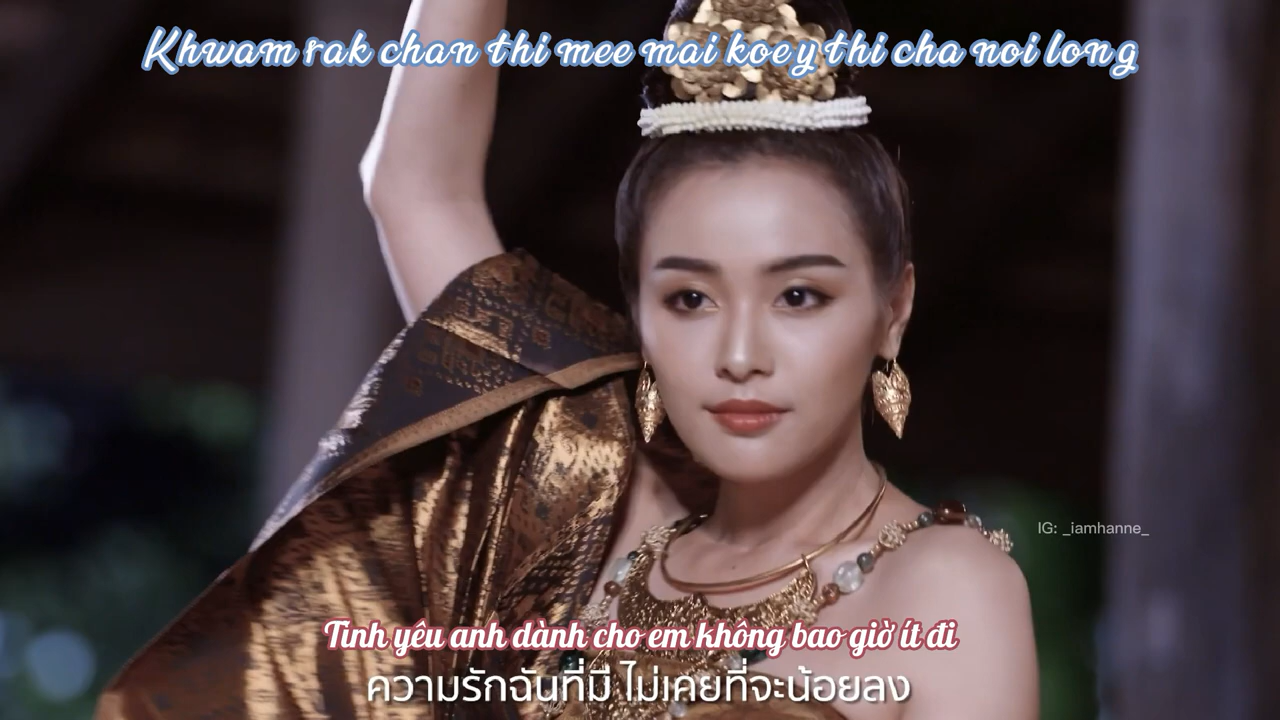 Khwam rak chan thi mee mai koey thi cha noi long
IG: _iamhanne_
Tình yêu anh dành cho em không bao giờ ít đi
ความรักฉันที่มี ไม่เคยที่จะน้อยลง